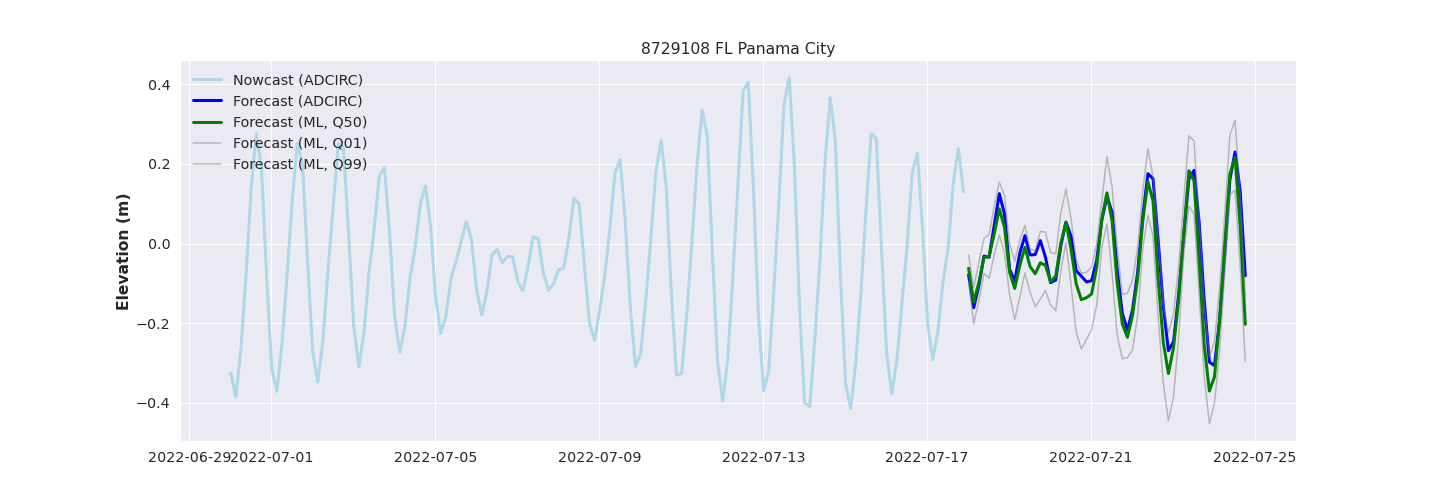 8729108 FL Panama City
Nowcast (ADCIRC)
Forecast (ADCIRC)
Forecast (ML, Q50)
Forecast (ML, Q01)
Forecast (ML, Q99)
Elevation (m)
0.4
0.2
0.0
−0.2
−0.4
2022-06-29 2022-07-01 2022-07-05 2022-07-09 2022-07-13 2022-07-17 2022-07-21 2022-07-25